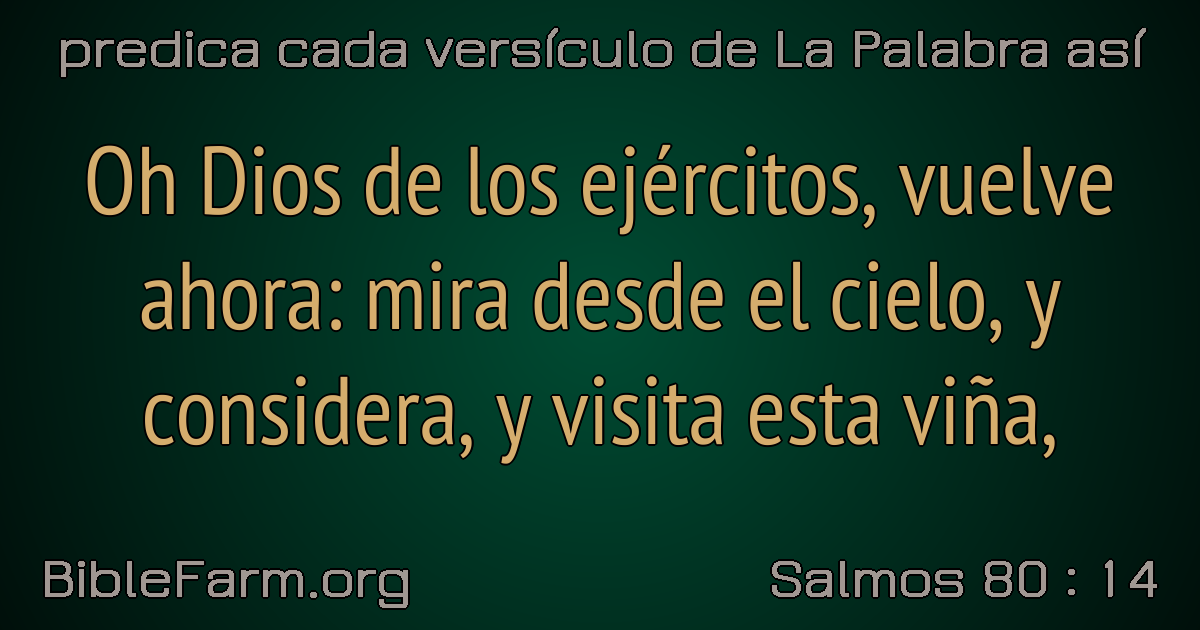 predica cada versículo de La Palabra así
Oh Dios de los ejércitos, vuelve
ahora: mira desde el cielo, y
considera, y visita esta viña,
BibleFarm.org
Salmos 80 : 14